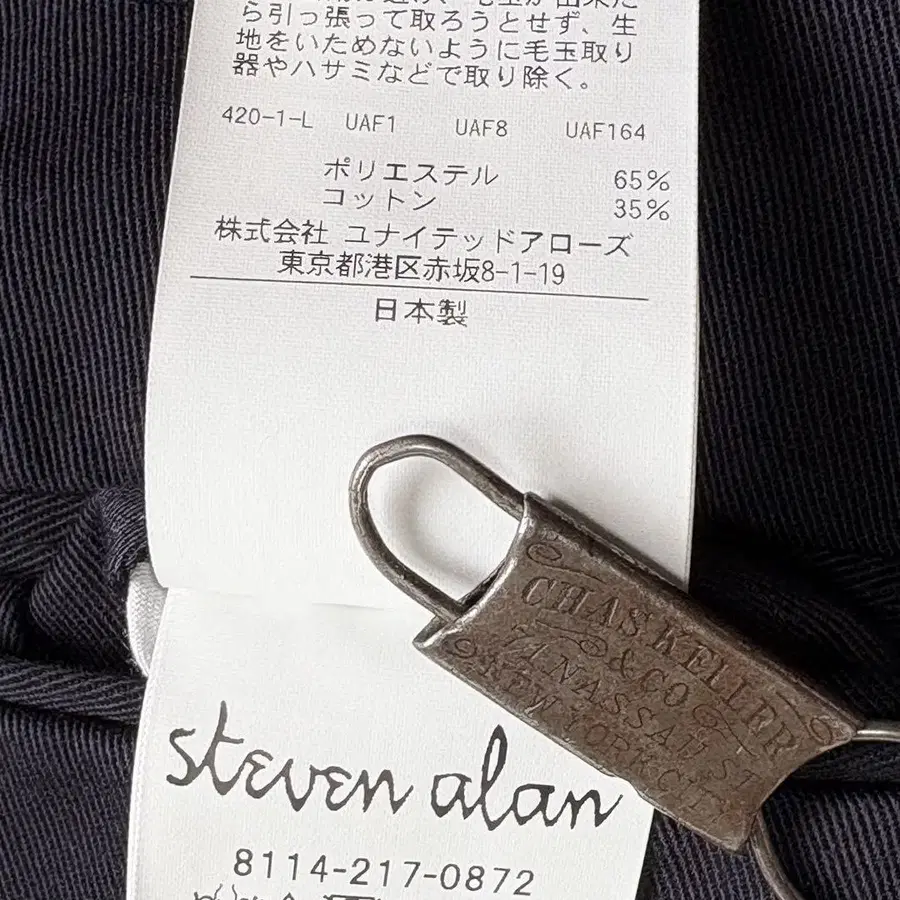 ら引っ張って取ろうとせず、生
地をいためないように毛玉取り
器やハサミなどで取り除く。
420-1-L UAF1 UAF8 UAF164
ポリエステル 65%
コットン 35%
株式会社 ユナイテッドアローズ
東京都港区赤坂8-1-19
日本製
CHAS KELLER
& CO
71 NASSAU ST
NEW YORK CITY
steven alan
8114-217-0872